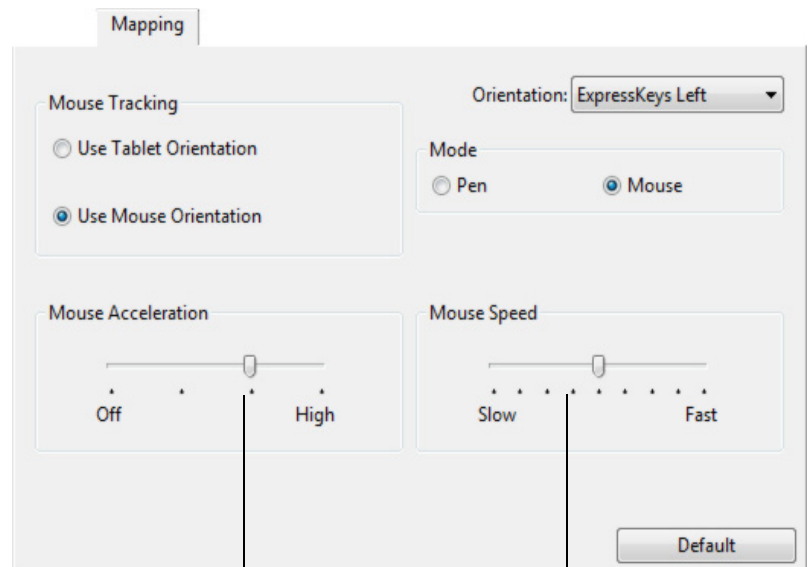 Mapping
Orientation: ExpressKeys Left
Mouse Tracking
Use Tablet Orientation
Use Mouse Orientation
Mode
Pen Mouse
Mouse Acceleration
Off High
Mouse Speed
Slow Fast
Default